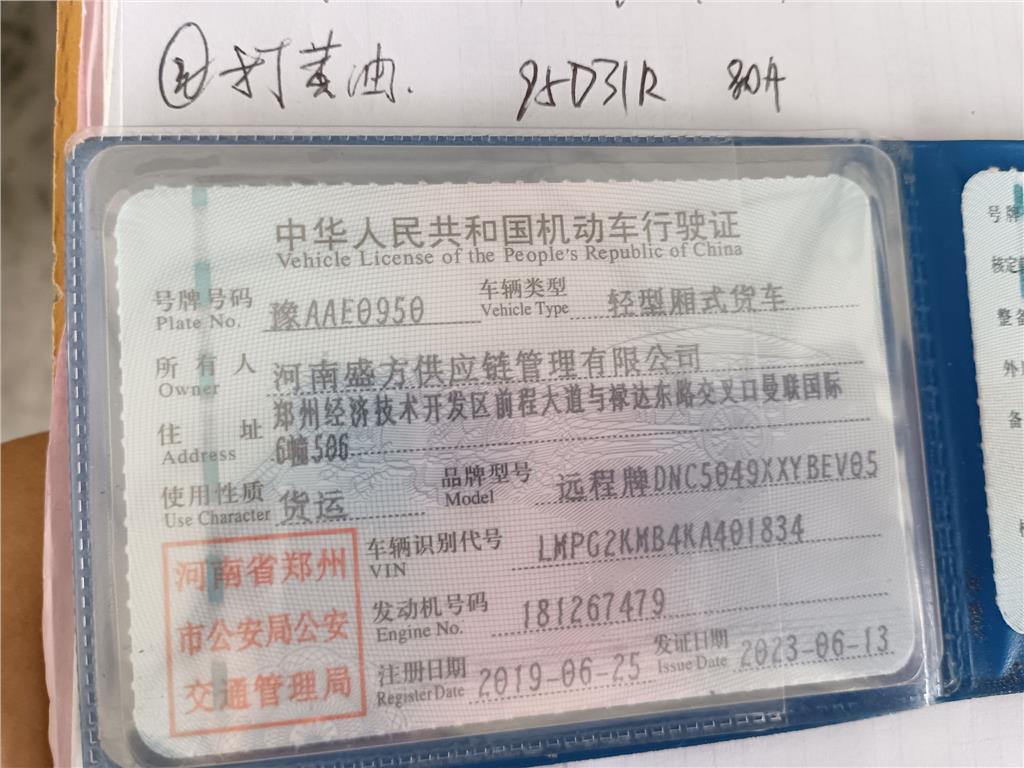 打黄油. 95D31R 80A
中华人民共和国机动车行驶证
Vehicle License of the People's Republic of China
号牌号码 Plate No. 豫AAE0950 车辆类型 Vehicle Type 轻型厢式货车
所有人 Owner 河南盛方供应链管理有限公司
住址 Address 郑州经济技术开发区前程大道与禄达东路交叉口曼联国际
6幢506
使用性质 Use Character 货运 品牌型号 Model 远程牌DNC5049XXYBEV05
车辆识别代号 VIN LMPG2KMB4KA401834
发动机号码 Engine No. 181267479
注册日期 Register Date 2019-06-25 发证日期 Issue Date 2023-06-13
河南省郑州
市公安局公安
交通管理局
号牌
核定
整备
外
备